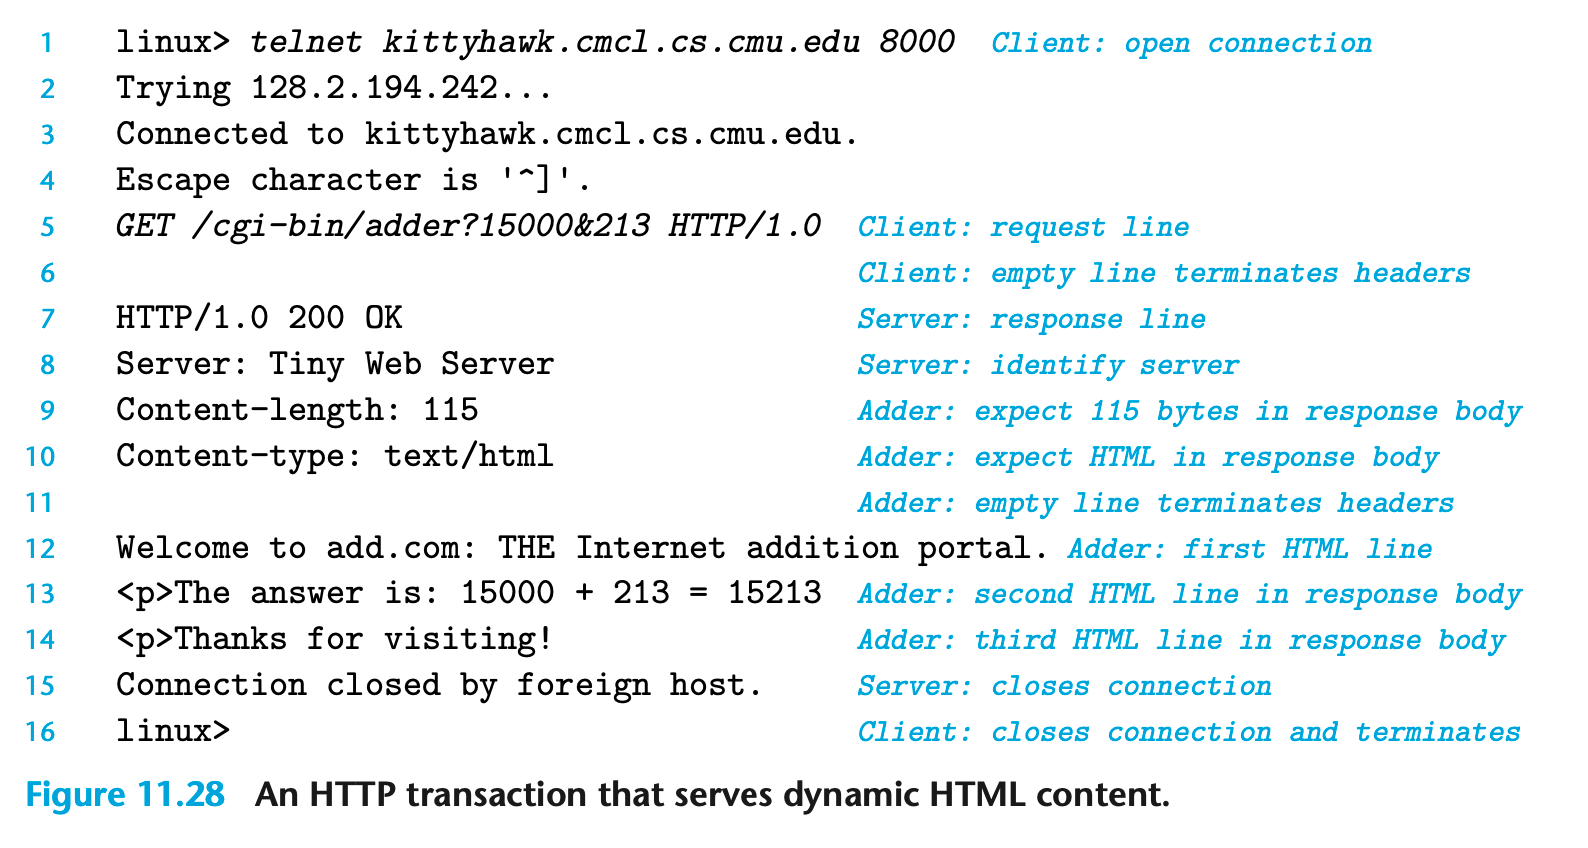 1 linux> telnet kittyhawk.cmcl.cs.cmu.edu 8000 Client: open connection
2 Trying 128.2.194.242...
3 Connected to kittyhawk.cmcl.cs.cmu.edu.
4 Escape character is '^]'.
5 GET /cgi-bin/adder?15000&213 HTTP/1.0 Client: request line
6 Client: empty line terminates headers
7 HTTP/1.0 200 OK Server: response line
8 Server: Tiny Web Server Server: identify server
9 Content-length: 115 Adder: expect 115 bytes in response body
10 Content-type: text/html Adder: expect HTML in response body
11 Adder: empty line terminates headers
12 Welcome to add.com: THE Internet addition portal. Adder: first HTML line
13 <p>The answer is: 15000 + 213 = 15213 Adder: second HTML line in response body
14 <p>Thanks for visiting! Adder: third HTML line in response body
15 Connection closed by foreign host. Server: closes connection
16 linux> Client: closes connection and terminates
Figure 11.28 An HTTP transaction that serves dynamic HTML content.